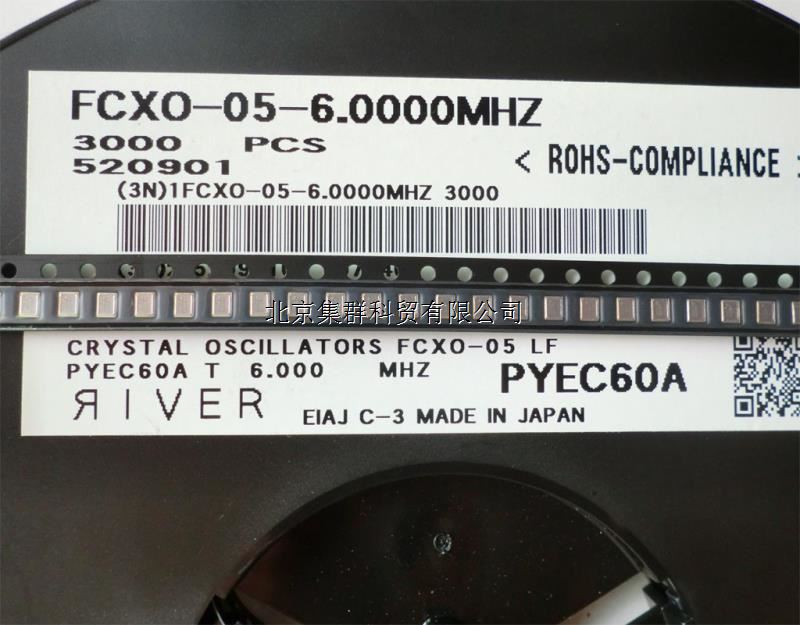 FCXO-05-6.0000MHZ
3000 PCS
520901
< ROHS-COMPLIANCE
(3N)1FCXO-05-6.0000MHZ 3000
北京集群科贸有限公司
CRYSTAL OSCILLATORS FCXO-05 LF
PYEC60A T 6.000 MHZ
PYEC60A
ЯIVER
EIAJ C-3 MADE IN JAPAN